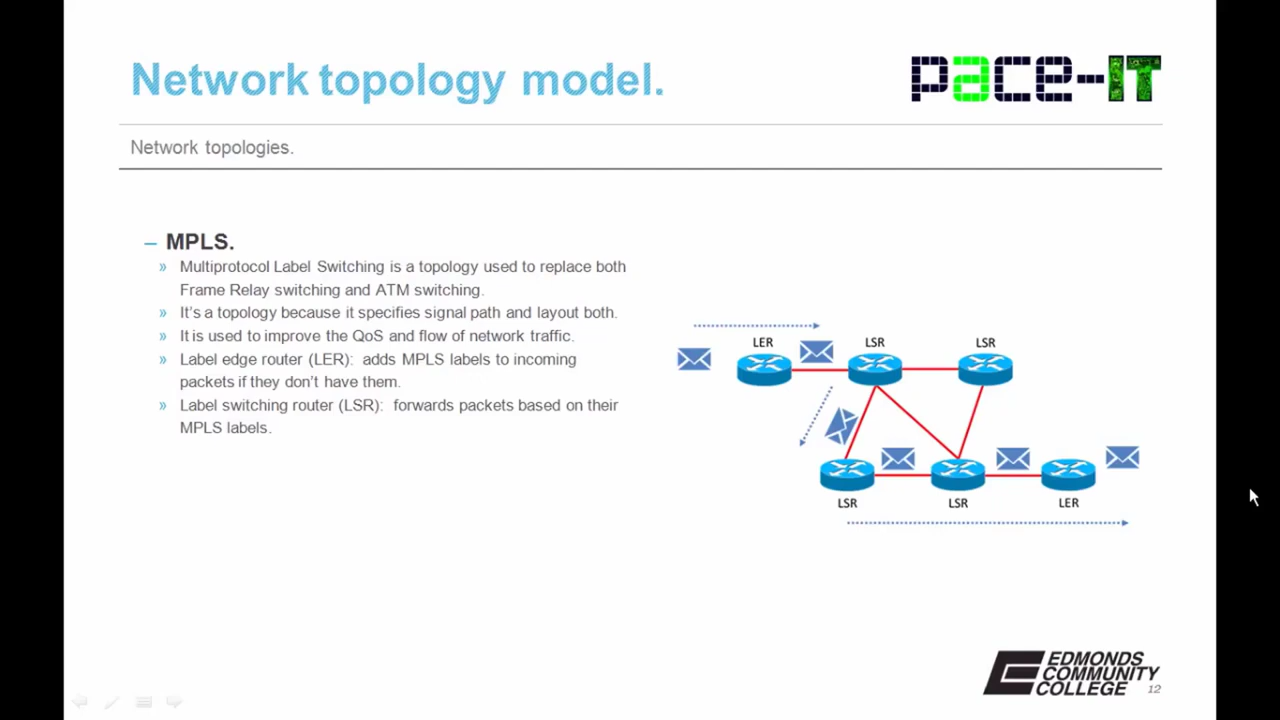 Network topology model.
pace-IT
Network topologies.
– MPLS.
» Multiprotocol Label Switching is a topology used to replace both
Frame Relay switching and ATM switching.
» It's a topology because it specifies signal path and layout both.
» It is used to improve the QoS and flow of network traffic.
» Label edge router (LER): adds MPLS labels to incoming
packets if they don't have them.
» Label switching router (LSR): forwards packets based on their
MPLS labels.
LER
LSR
LSR
LSR
LSR
LER
EDMONDS
COMMUNITY
COLLEGE
12